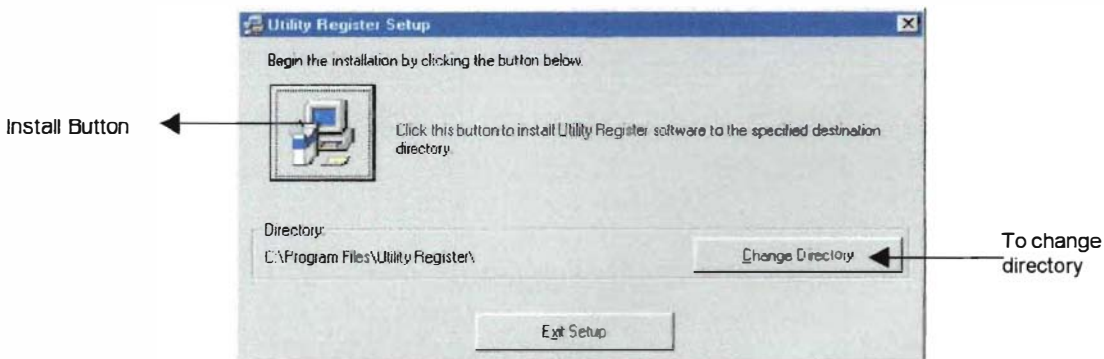 Utility Register Setup
Begin the installation by clicking the button below.
Install Button
Click this button to install Utility Register software to the specified destination
directory.
Directory:
C:\Program Files\Utility Register\
Change Directory
To change
directory
Exit Setup